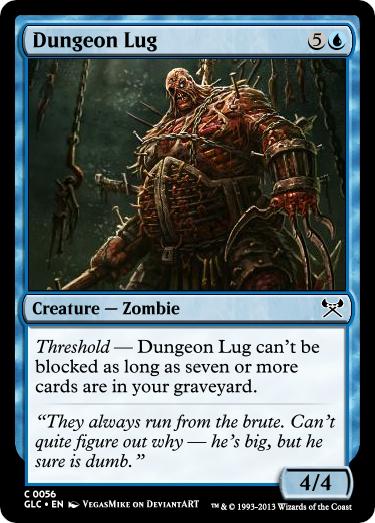 Dungeon Lug 5
Creature — Zombie
Threshold — Dungeon Lug can't be
blocked as long as seven or more
cards are in your graveyard.
“They always run from the brute. Can't
quite figure out why — he's big, but he
sure is dumb.”
4/4
C 0056
GLC • EN VegasMike on DeviantArt ™ & © 1993-2013 Wizards of the Coast